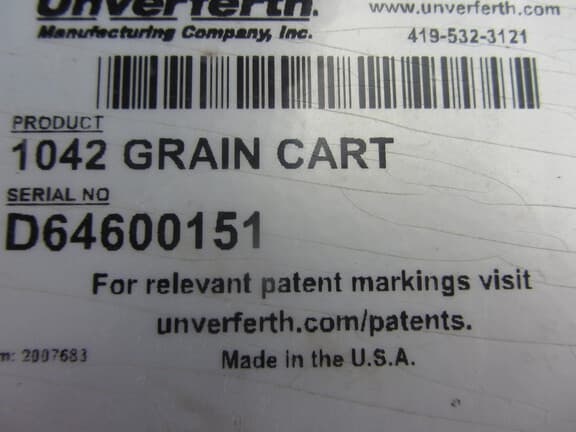 Unverferth.
www.unverferth.com
Manufacturing Company, Inc.
419-532-3121
PRODUCT
1042 GRAIN CART
SERIAL NO
D64600151
For relevant patent markings visit
unverferth.com/patents.
: 2007683
Made in the U.S.A.